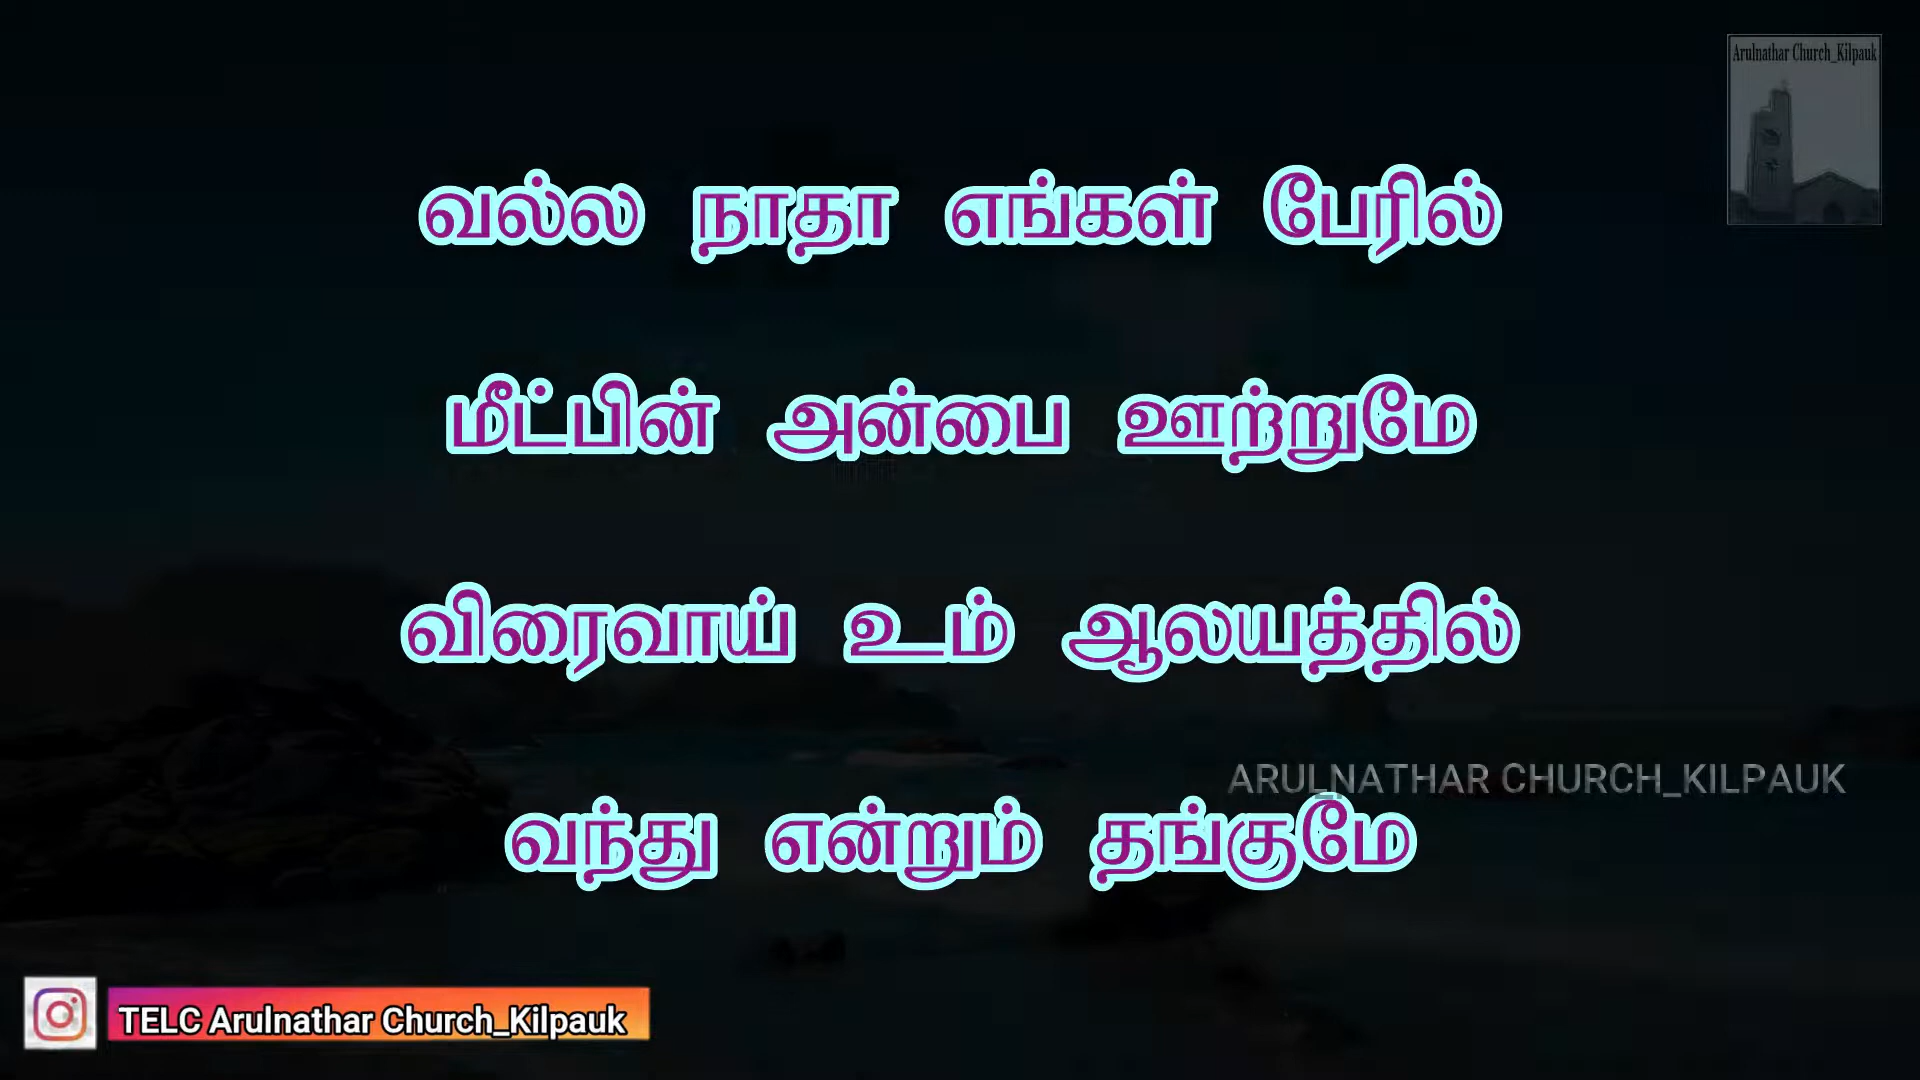 Arulnathar Church_Kilpauk
வல்ல நாதா எங்கள் பேரில்
மீட்பின் அன்பை ஊற்றுமே
விரைவாய் உம் ஆலயத்தில்
ARULNATHAR CHURCH_KILPAUK
வந்து என்றும் தங்குமே
TELC Arulnathar Church_Kilpauk